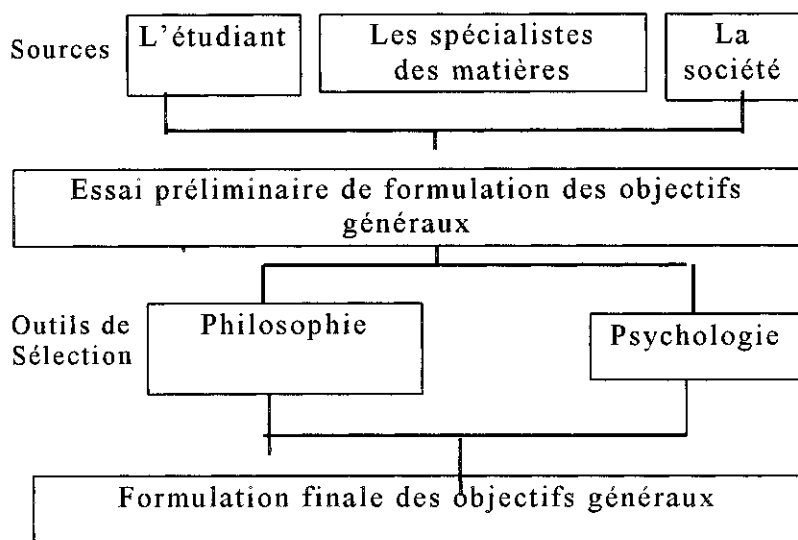 Sources
L'étudiant
Les spécialistes
des matières
La
société
Essai préliminaire de formulation des objectifs
généraux
Outils de
Sélection
Philosophie
Psychologie
Formulation finale des objectifs généraux